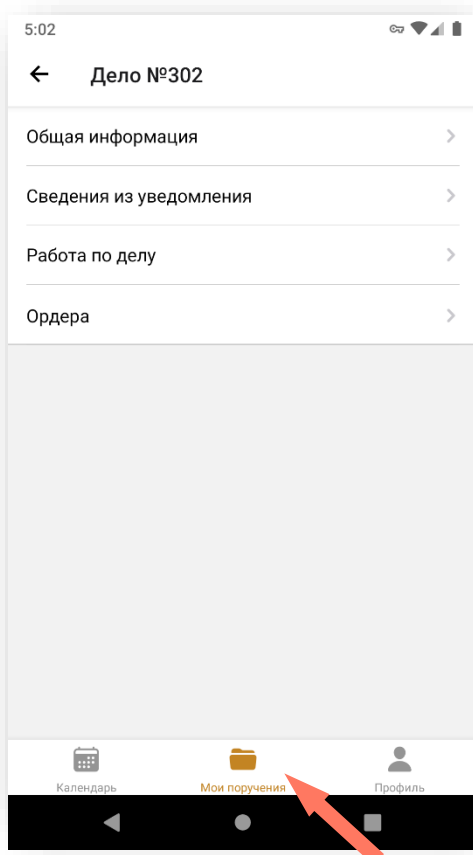 5:02
Дело №302
Общая информация
Сведения из уведомления
Работа по делу
Ордера
Календарь Мои поручения Профиль